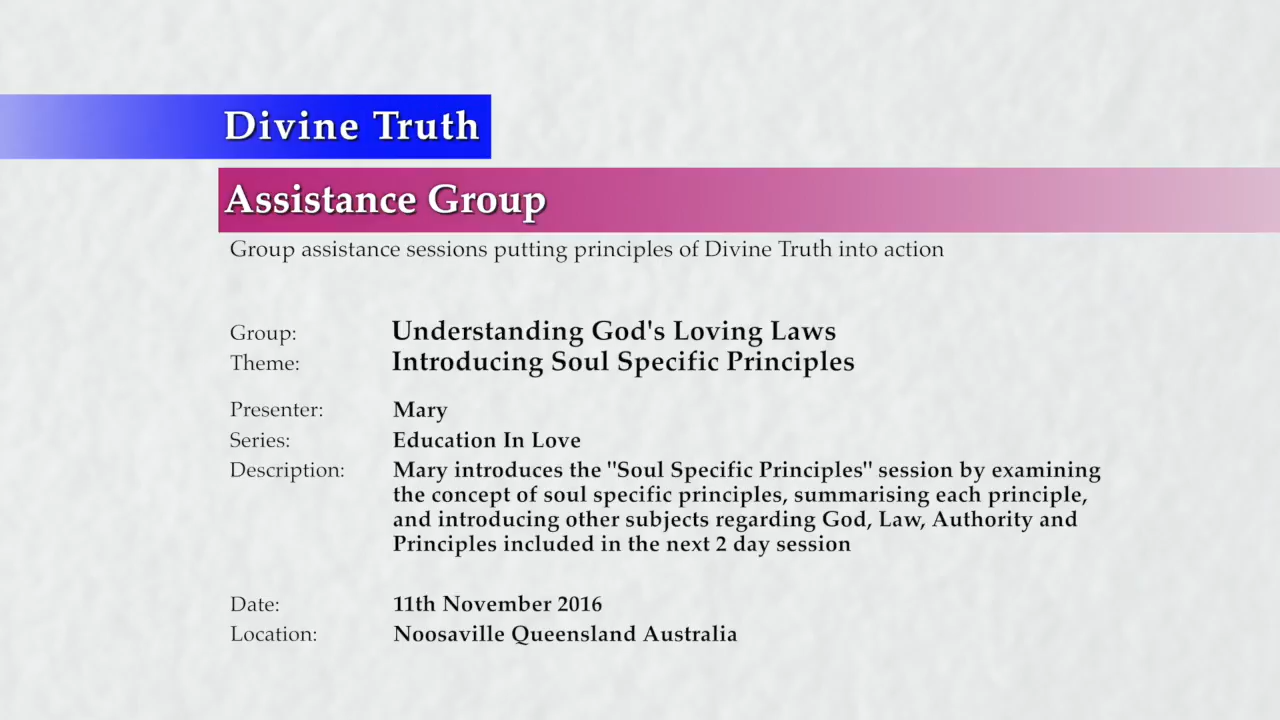 Divine Truth
Assistance Group
Group assistance sessions putting principles of Divine Truth into action
Group: Understanding God's Loving Laws
Theme: Introducing Soul Specific Principles
Presenter: Mary
Series: Education In Love
Description: Mary introduces the "Soul Specific Principles" session by examining
the concept of soul specific principles, summarising each principle,
and introducing other subjects regarding God, Law, Authority and
Principles included in the next 2 day session
Date: 11th November 2016
Location: Noosaville Queensland Australia